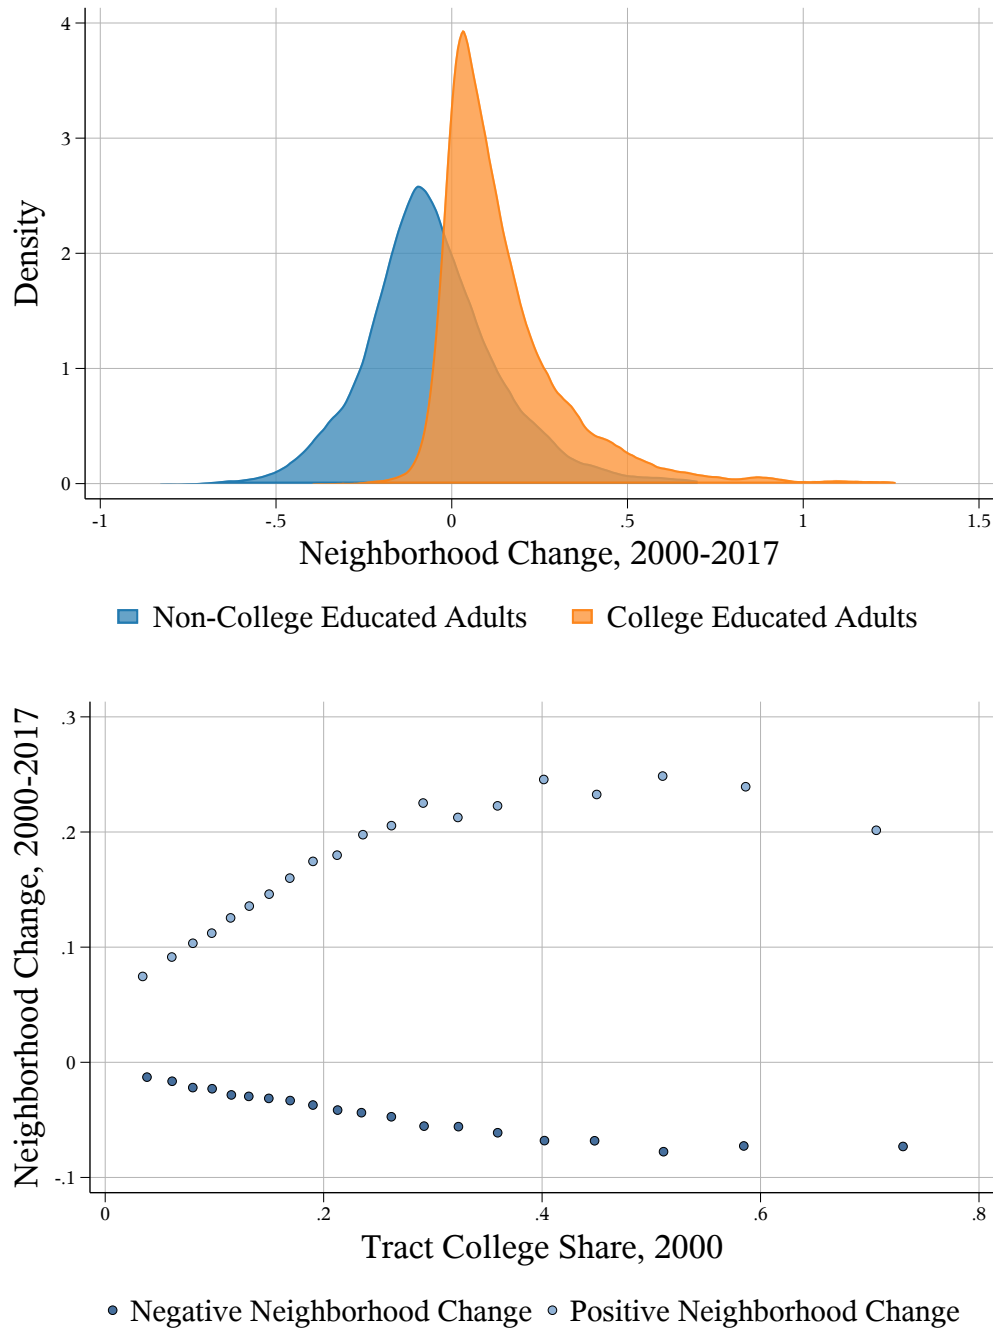 4
3
Density
2
1
0
-1
-.5
0
.5
1
1.5
Neighborhood Change, 2000-2017
Non-College Educated Adults
College Educated Adults
.3
.2
Neighborhood Change, 2000-2017
.1
0
-.1
0
.2
.4
.6
.8
Tract College Share, 2000
Negative Neighborhood Change
Positive Neighborhood Change